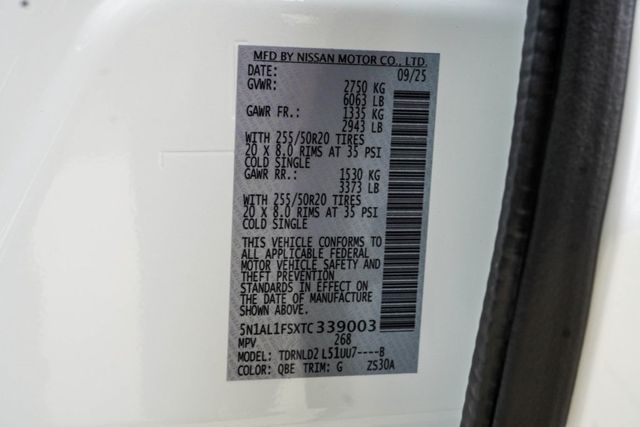 MFD BY NISSAN MOTOR CO., LTD.
DATE: 09/25
GVWR: 2750 KG
6063 LB
GAWR FR.: 1335 KG
2943 LB
WITH 255/50R20 TIRES
20 X 8.0 RIMS AT 35 PSI
COLD SINGLE
GAWR RR.: 1530 KG
3373 LB
WITH 255/50R20 TIRES
20 X 8.0 RIMS AT 35 PSI
COLD SINGLE
THIS VEHICLE CONFORMS TO
ALL APPLICABLE FEDERAL
MOTOR VEHICLE SAFETY AND
THEFT PREVENTION
STANDARDS IN EFFECT ON
THE DATE OF MANUFACTURE
SHOWN ABOVE.
5N1AL1FSXTC339003
MPV 268
MODEL: TDRNLD2 L51UU7----B
COLOR: QBE TRIM: G ZS30A